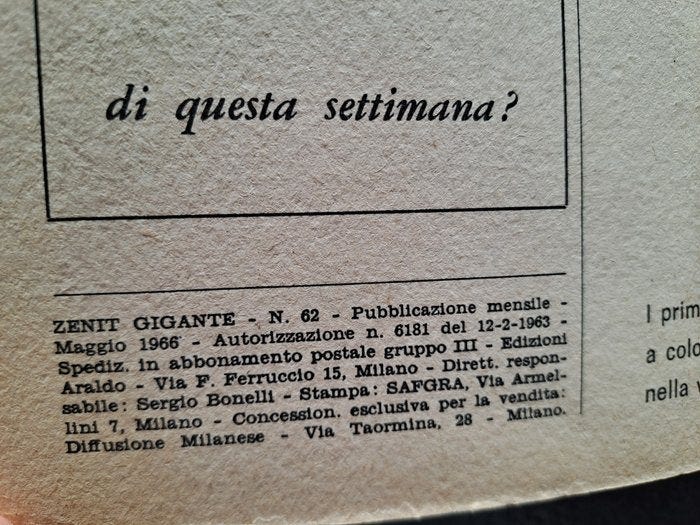 di questa settimana?
ZENIT GIGANTE - N. 62 - Pubblicazione mensile -
Maggio 1966 - Autorizzazione n. 6181 del 12-2-1963 -
Spediz. in abbonamento postale gruppo III - Edizioni
Araldo - Via F. Ferruccio 15, Milano - Dirett. respon-
sabile: Sergio Bonelli - Stampa: SAFGRA, Via Armel-
lini 7, Milano - Concession. esclusiva per la vendita:
Diffusione Milanese - Via Taormina, 28 - Milano.
I prim
a colo
nella v